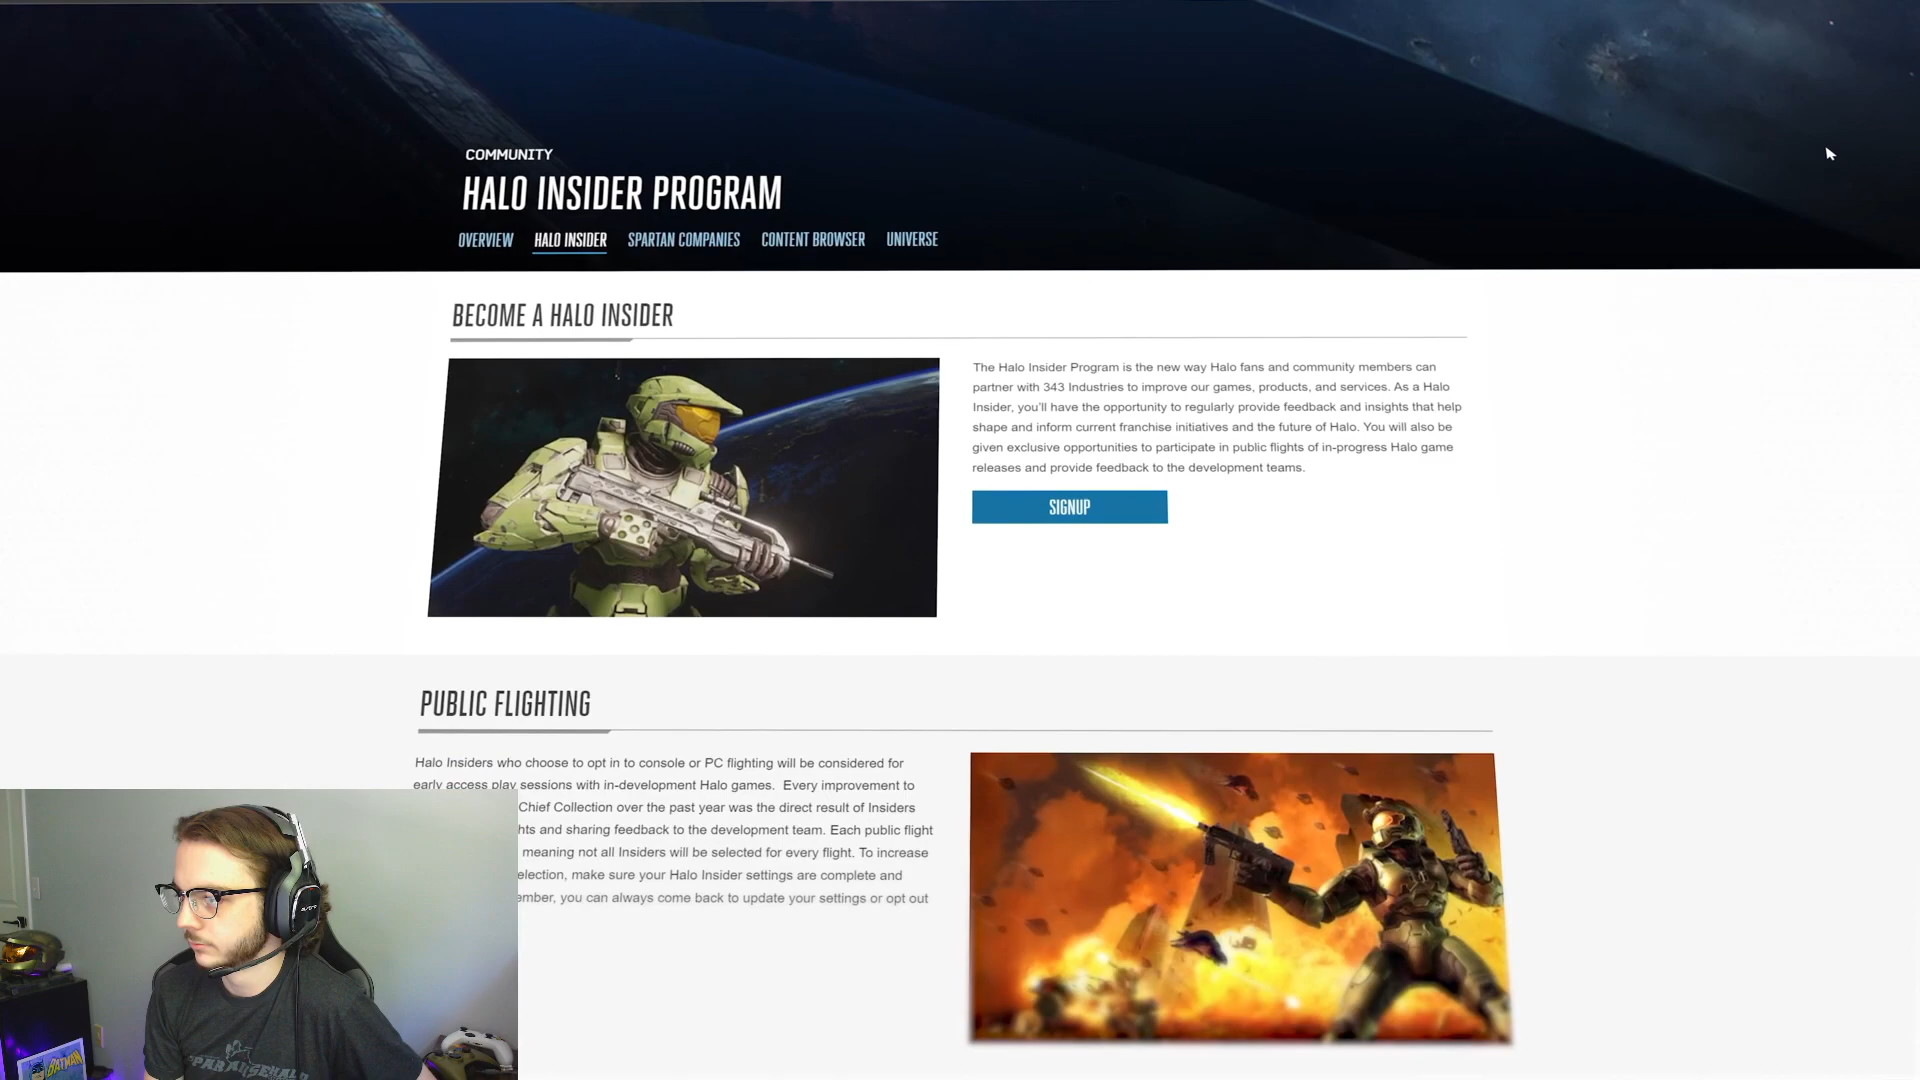 COMMUNITY
HALO INSIDER PROGRAM
OVERVIEW HALO INSIDER SPARTAN COMPANIES CONTENT BROWSER UNIVERSE
BECOME A HALO INSIDER
The Halo Insider Program is the new way Halo fans and community members can
partner with 343 Industries to improve our games, products, and services. As a Halo
Insider, you'll have the opportunity to regularly provide feedback and insights that help
shape and inform current franchise initiatives and the future of Halo. You will also be
given exclusive opportunities to participate in public flights of in-progress Halo game
releases and provide feedback to the development teams.
SIGNUP
PUBLIC FLIGHTING
Halo Insiders who choose to opt in to console or PC flighting will be considered for
early access play sessions with in-development Halo games. Every improvement to
Chief Collection over the past year was the direct result of Insiders
hts and sharing feedback to the development team. Each public flight
meaning not all Insiders will be selected for every flight. To increase
election, make sure your Halo Insider settings are complete and
ember, you can always come back to update your settings or opt out
BATMAN